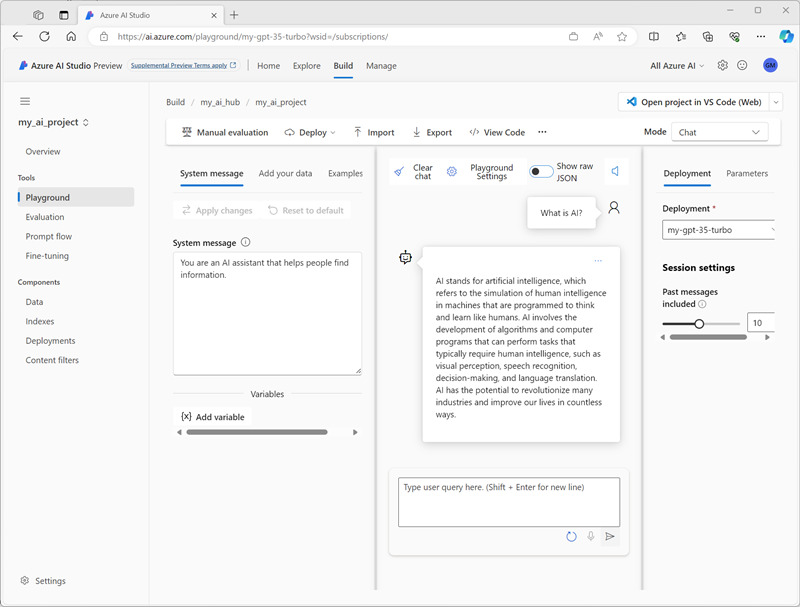 Azure AI Studio
https://ai.azure.com/playground/my-gpt-35-turbo?wsid=/subscriptions/
Azure AI Studio Preview
Supplemental Preview Terms apply
Home
Explore
Build
Manage
All Azure AI
GM
my_ai_project
Overview
Tools
Playground
Evaluation
Prompt flow
Fine-tuning
Components
Data
Indexes
Deployments
Content filters
Settings
Build / my_ai_hub / my_ai_project
Open project in VS Code (Web)
Manual evaluation
Deploy
Import
Export
View Code
Mode
Chat
System message
Add your data
Examples
Apply changes
Reset to default
System message
You are an AI assistant that helps people find
information.
Variables
{x} Add variable
Clear
chat
Playground
Settings
Show raw
JSON
What is AI?
AI stands for artificial intelligence, which
refers to the simulation of human intelligence
in machines that are programmed to think
and learn like humans. AI involves the
development of algorithms and computer
programs that can perform tasks that
typically require human intelligence, such as
visual perception, speech recognition,
decision-making, and language translation.
AI has the potential to revolutionize many
industries and improve our lives in countless
ways.
Type user query here. (Shift + Enter for new line)
Deployment
Parameters
Deployment *
my-gpt-35-turbo
Session settings
Past messages
included
10